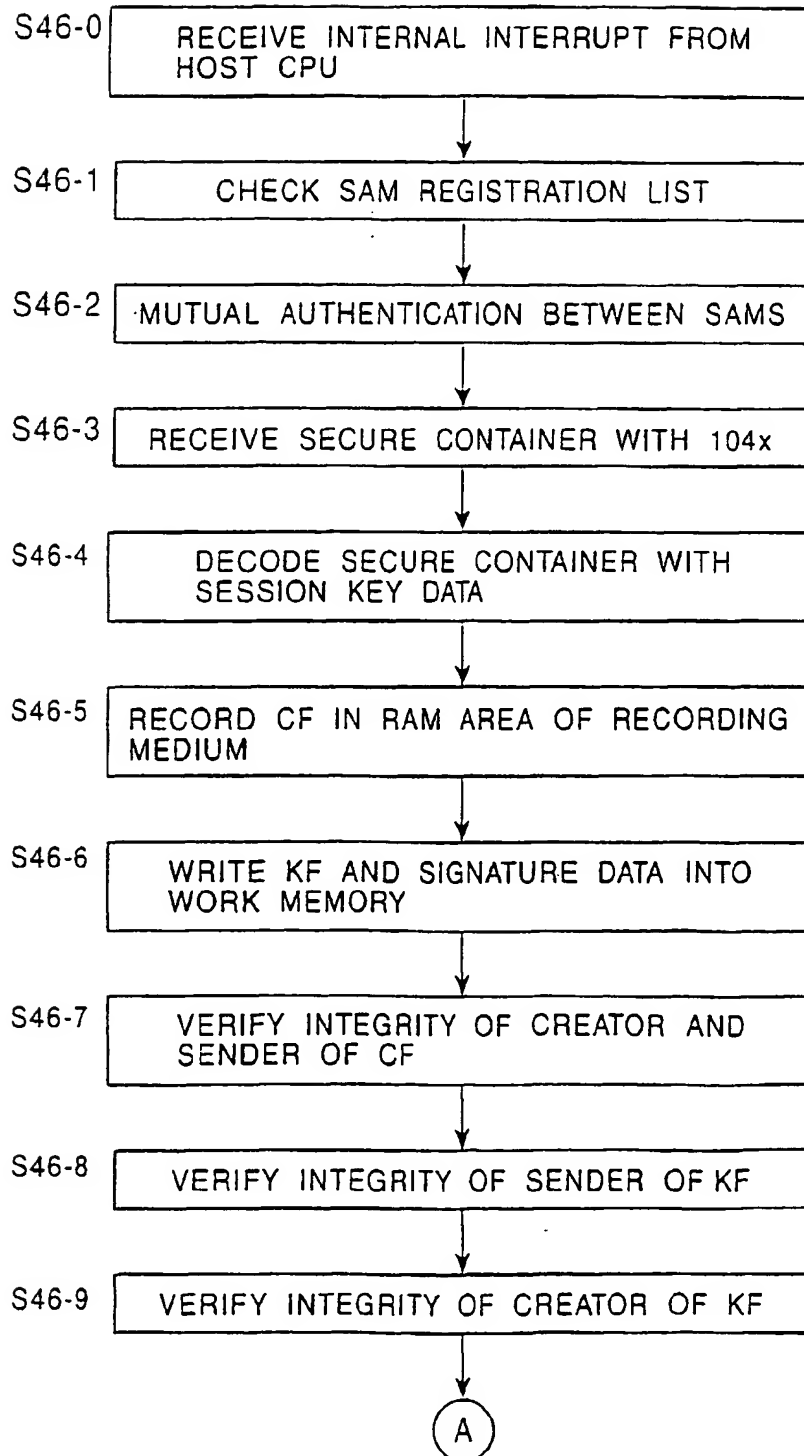 S46-0
RECEIVE INTERNAL INTERRUPT FROM
HOST CPU
S46-1
CHECK SAM REGISTRATION LIST
S46-2
MUTUAL AUTHENTICATION BETWEEN SAMS
S46-3
RECEIVE SECURE CONTAINER WITH 104x
S46-4
DECODE SECURE CONTAINER WITH
SESSION KEY DATA
S46-5
RECORD CF IN RAM AREA OF RECORDING
MEDIUM
S46-6
WRITE KF AND SIGNATURE DATA INTO
WORK MEMORY
S46-7
VERIFY INTEGRITY OF CREATOR AND
SENDER OF CF
S46-8
VERIFY INTEGRITY OF SENDER OF KF
S46-9
VERIFY INTEGRITY OF CREATOR OF KF
A